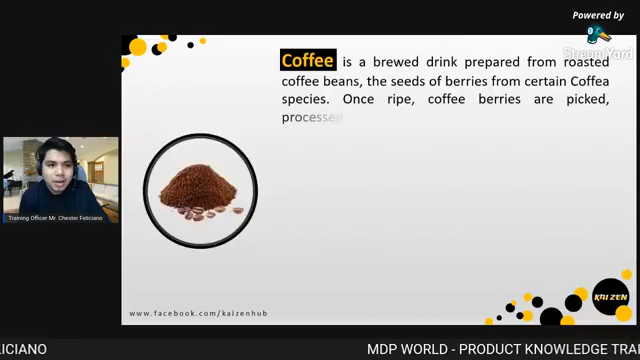 Powered by
StreamYard
Coffee is a brewed drink prepared from roasted
coffee beans, the seeds of berries from certain Coffea
species. Once ripe, coffee berries are picked,
processed
Training Officer Mr. Chester Feliciano
KAIZEN
www.facebook.com/kaizenhub
ELICIANO
MDP WORLD - PRODUCT KNOWLEDGE TRAI